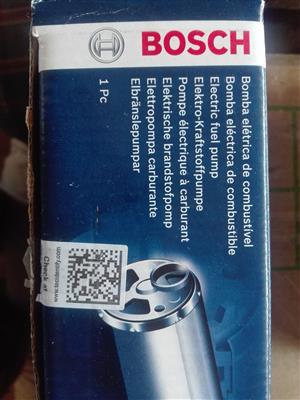 BOSCH
Bomba elétrica de combustível
Bomba eléctrica de combustible
Electric fuel pump
Elektro-Kraftstoffpumpe
Pompe électrique à carburant
Elektrische brandstofpomp
Elettropompa carburante
Elbränslepumpar
1 Pc
Check at